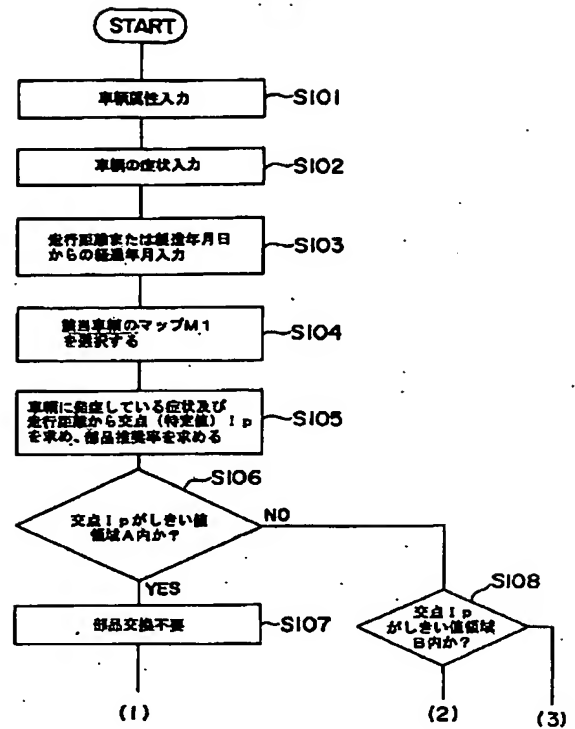 START
車輌属性入力
S101
車輌の症状入力
S102
走行距離または製造年月日
からの経過年月入力
S103
該当車輌のマップM1
を選択する
S104
車輌に発症している症状及び
走行距離から交点(特定値)Ip
を求め、部品推奨率を求める
S105
S106
交点Ipがしきい値
領域A内か?
NO
YES
S108
部品交換不要
S107
交点Ip
がしきい値領域
B内か?
(1)
(2)
(3)